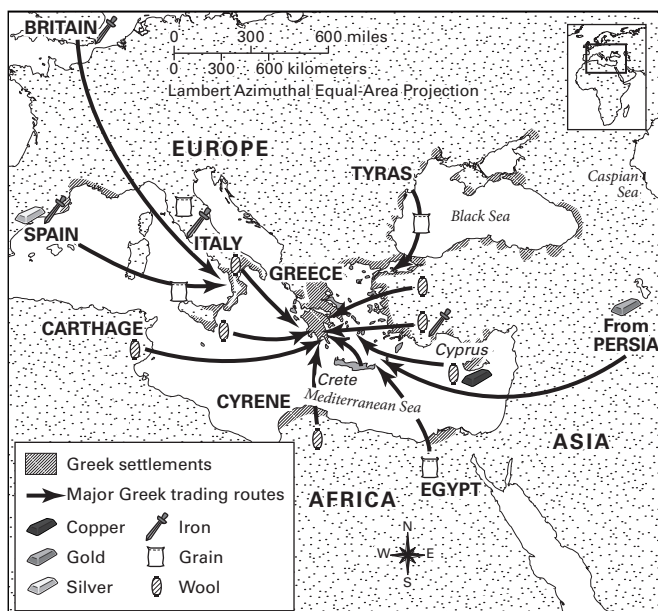 BRITAIN
0 300 600 miles
0 300 600 kilometers
Lambert Azimuthal Equal-Area Projection
EUROPE
TYRAS
Caspian
Sea
Black Sea
SPAIN
ITALY
GREECE
CARTHAGE
From
PERSIA
Cyprus
Crete
Mediterranean Sea
CYRENE
ASIA
EGYPT
AFRICA
Greek settlements
Major Greek trading routes
Copper
Iron
Gold
Grain
Silver
Wool
N
W E
S